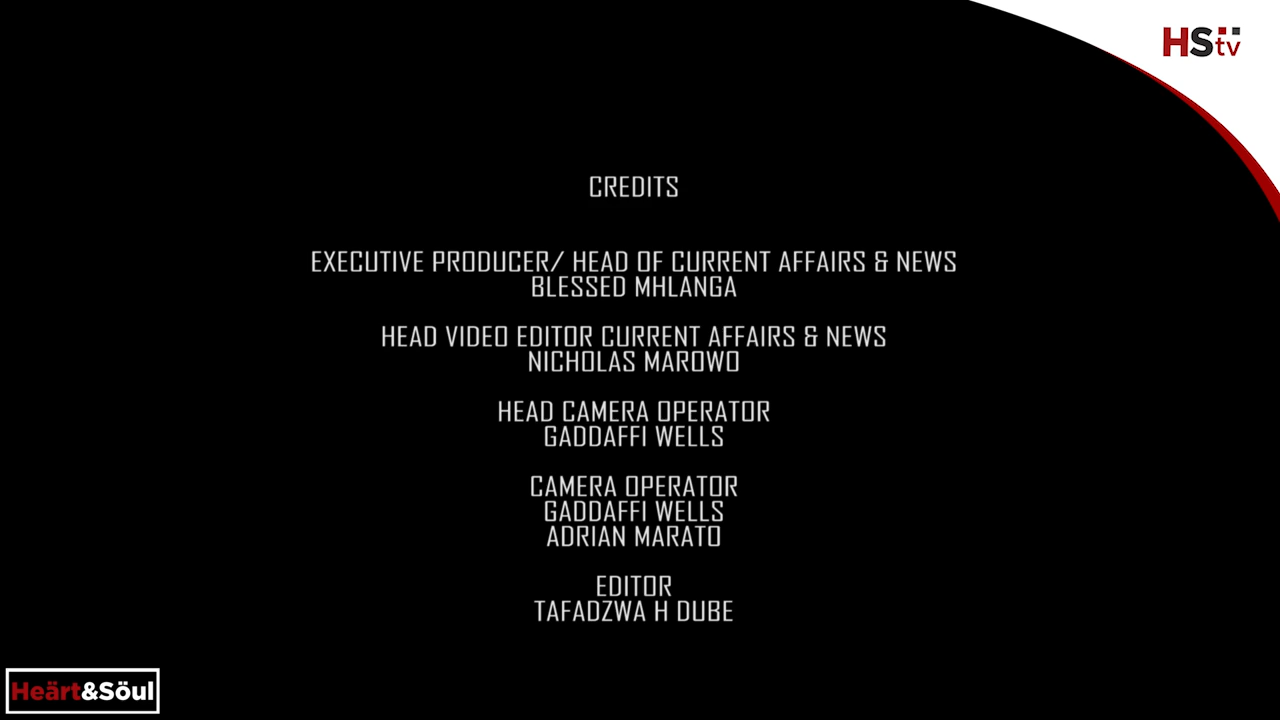 HStv
CREDITS
EXECUTIVE PRODUCER/ HEAD OF CURRENT AFFAIRS & NEWS
BLESSED MHLANGA
HEAD VIDEO EDITOR CURRENT AFFAIRS & NEWS
NICHOLAS MAROWO
HEAD CAMERA OPERATOR
GADDAFFI WELLS
CAMERA OPERATOR
GADDAFFI WELLS
ADRIAN MARATO
EDITOR
TAFADZWA H DUBE
Heärt&Söul